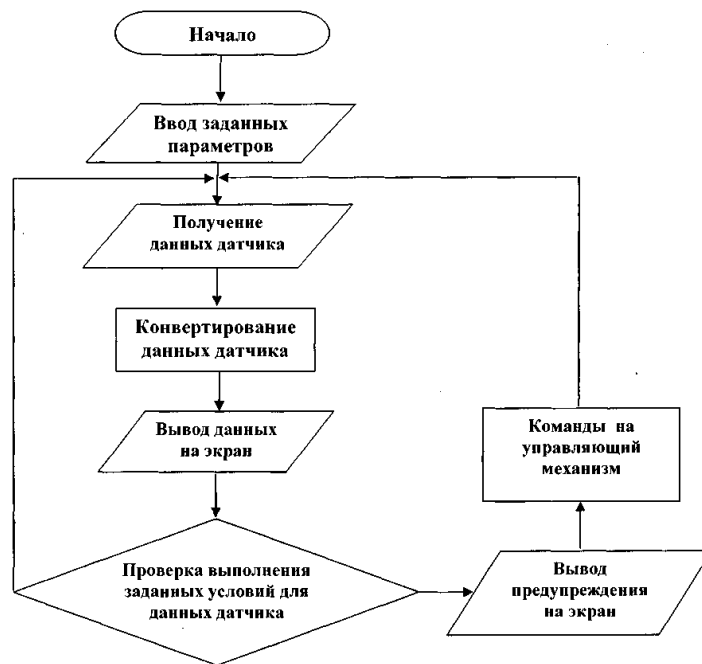 Начало
Ввод заданных
параметров
Получение
данных датчика
Конвертирование
данных датчика
Вывод данных
на экран
Проверка выполнения
заданных условий для
данных датчика
Вывод
предупреждения
на экран
Команды на
управляющий
механизм